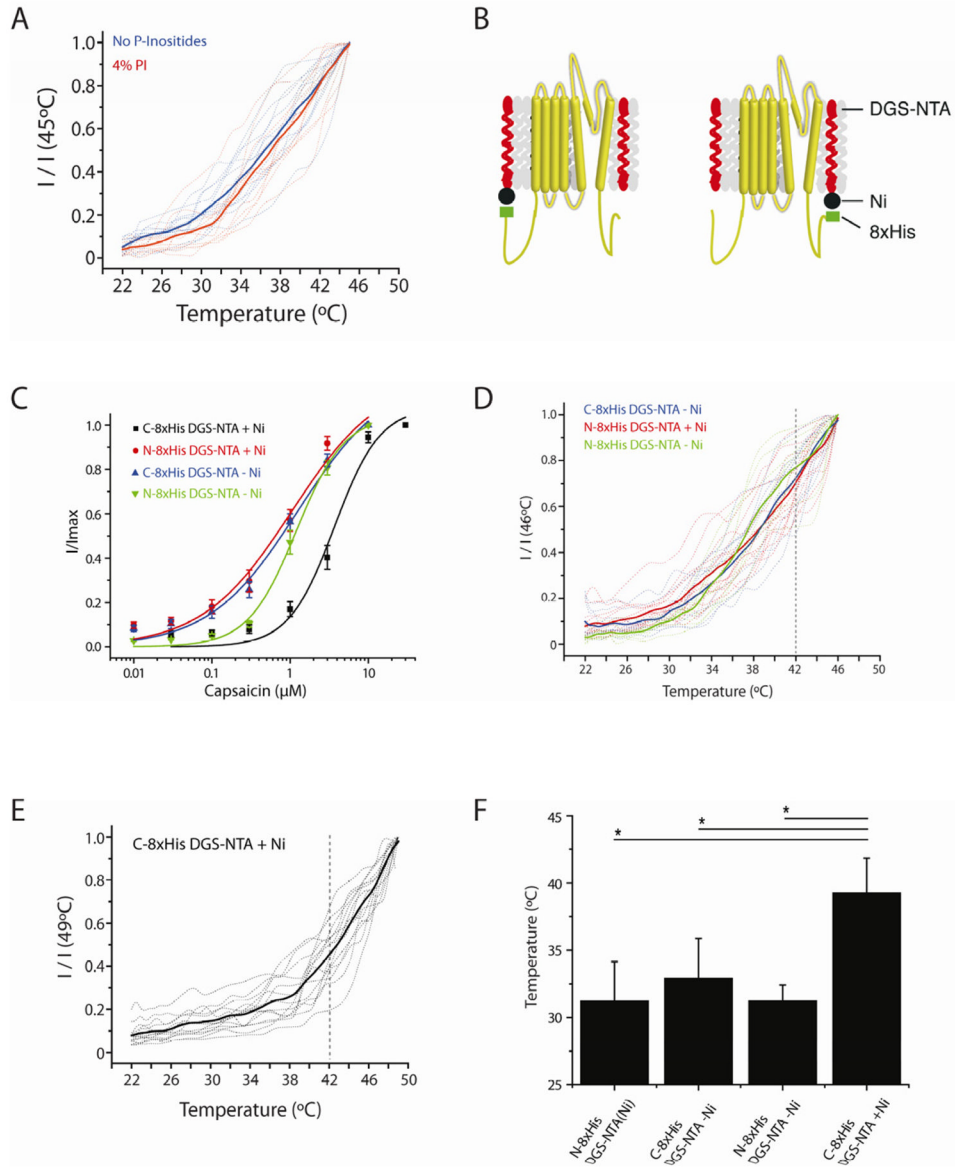 A
No P-Inositides
4% PI
I / I (45ºC)
1.0
0.8
0.6
0.4
0.2
0
22 26 30 34 38 42 46 50
Temperature (ºC)
B
DGS-NTA
Ni
8xHis
C
C-8xHis DGS-NTA + Ni
N-8xHis DGS-NTA + Ni
C-8xHis DGS-NTA - Ni
N-8xHis DGS-NTA - Ni
I/Imax
1.0
0.8
0.6
0.4
0.2
0.0
0.01 0.1 1 10
Capsaicin (µM)
D
C-8xHis DGS-NTA - Ni
N-8xHis DGS-NTA + Ni
N-8xHis DGS-NTA - Ni
I / I (46ºC)
1.0
0.8
0.6
0.4
0.2
0
22 26 30 34 38 42 46 50
Temperature (ºC)
E
C-8xHis DGS-NTA + Ni
I / I (49ºC)
1.0
0.8
0.6
0.4
0.2
0
22 26 30 34 38 42 46 50
Temperature (ºC)
F
Temperature (ºC)
45
40
35
30
25
*
*
*
N-8xHis
DGS-NTA(Ni)
C-8xHis
DGS-NTA -Ni
N-8xHis
DGS-NTA -Ni
C-8xHis
DGS-NTA +Ni